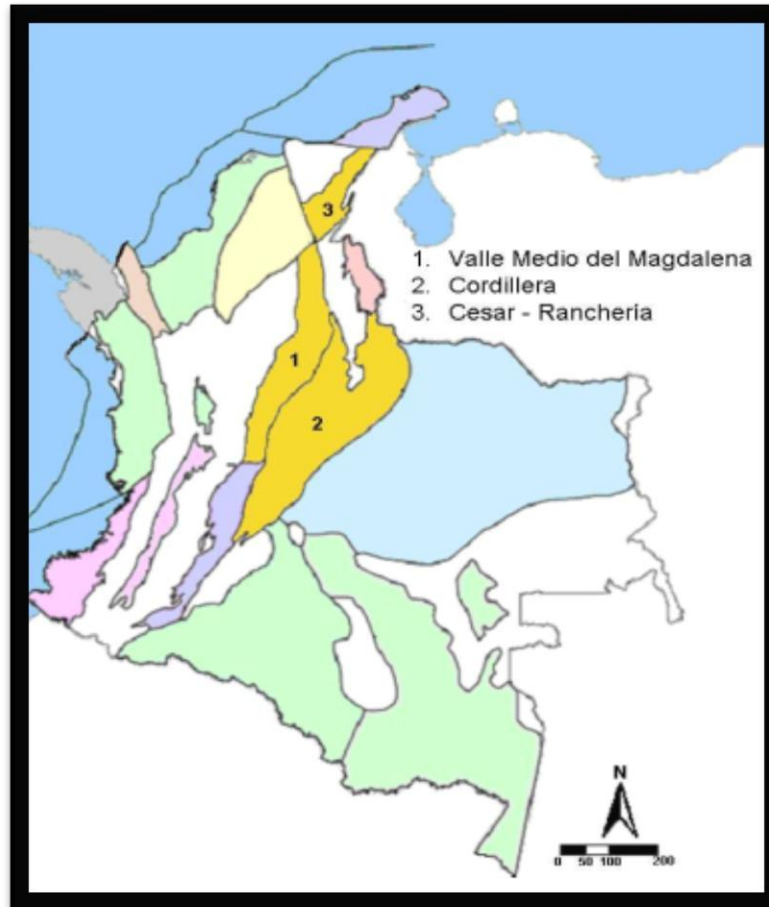 3
1. Valle Medio del Magdalena
2. Cordillera
3. Cesar - Ranchería
1
2
N
0 50 100 200